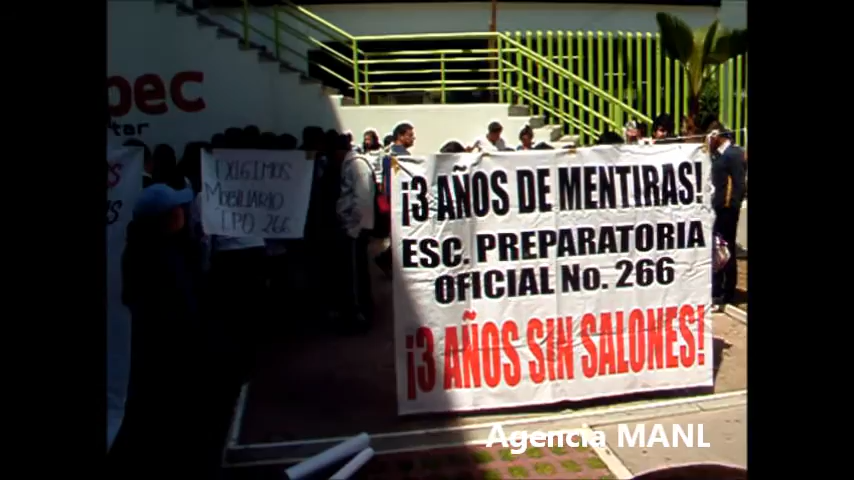 pec
tar
EXIGIMOS
MOBILIARIO
EPO 266
¡3 AÑOS DE MENTIRAS!
ESC. PREPARATORIA
OFICIAL No. 266
¡3 AÑOS SIN SALONES!
Agencia MANL